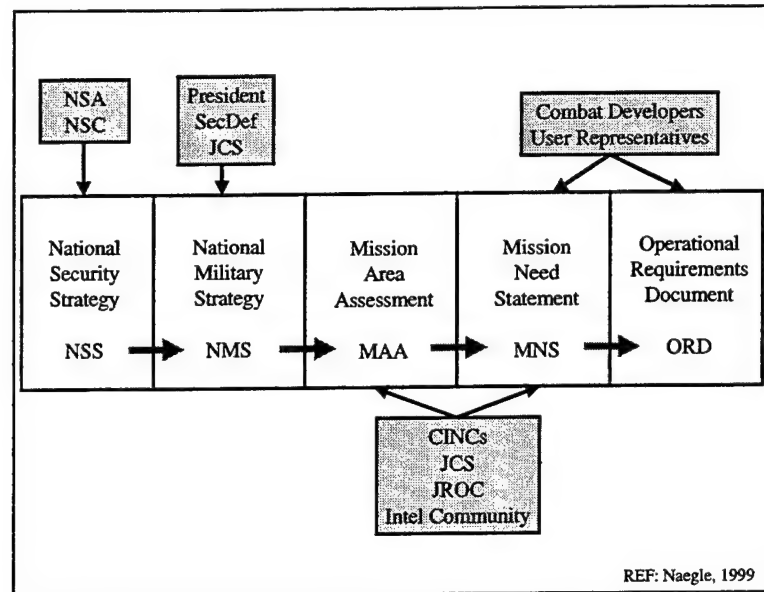 NSA
NSC
President
SecDef
JCS
Combat Developers
User Representatives
National
Security
Strategy
NSS
National
Military
Strategy
NMS
Mission
Area
Assessment
MAA
Mission
Need
Statement
MNS
Operational
Requirements
Document
ORD
CINCs
JCS
JROC
Intel Community
REF: Naegle, 1999